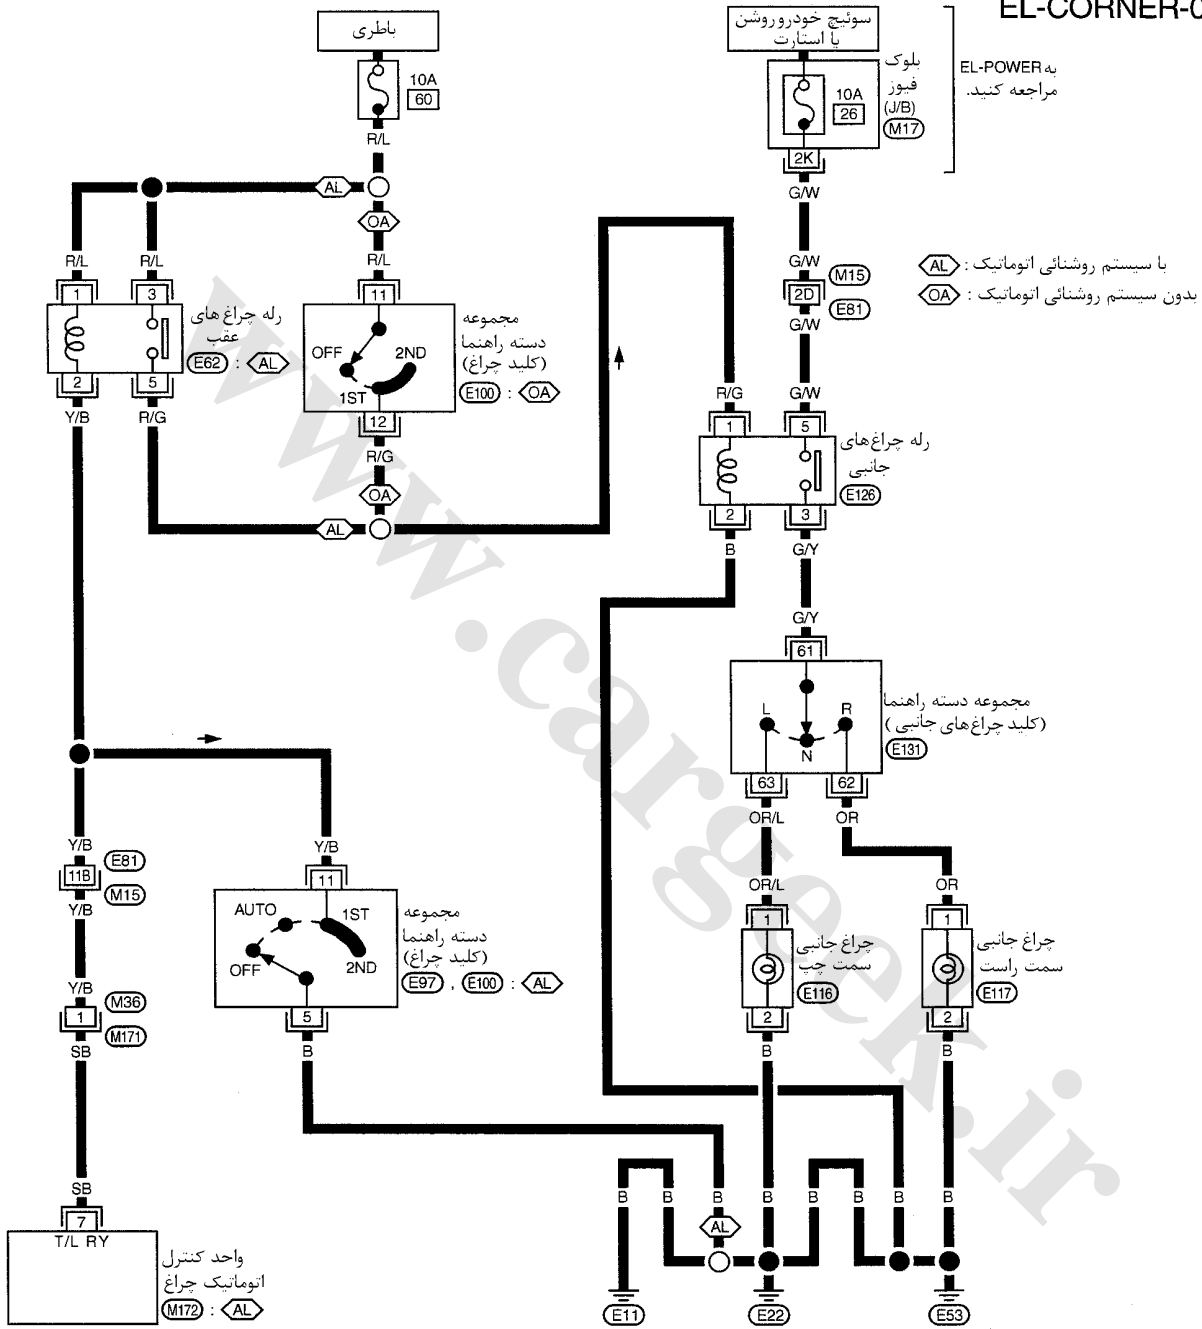 EL-CORNER-0
باطری
10A
60
R/L
سوئیچ خودرو روشن
یا استارت
بلوک
فیوز
(J/B)
M17
10A
26
2K
به EL-POWER
مراجعه کنید.
G/W
AL
OA
R/L
R/L
R/L
G/W
M15
2D
E81
G/W
AL : با سیستم روشنائی اتوماتیک
OA : بدون سیستم روشنائی اتوماتیک
1
3
رله چراغ های
عقب
E62 : AL
2
5
Y/B
R/G
11
OFF
2ND
1ST
12
مجموعه
دسته راهنما
(کلید چراغ)
E100 : OA
R/G
OA
AL
R/G
G/W
1
5
رله چراغ‌های
جانبی
E126
2
3
B
G/Y
G/Y
61
L
R
N
63
62
مجموعه دسته راهنما
(کلید چراغ‌های جانبی)
E131
OR/L
OR
Y/B
11B
E81
M15
Y/B
Y/B
11
AUTO
1ST
OFF
2ND
5
مجموعه
دسته راهنما
(کلید چراغ)
E97 , E100 : AL
OR/L
OR
1
چراغ جانبی
سمت چپ
E116
2
1
چراغ جانبی
سمت راست
E117
2
Y/B
M36
1
M171
SB
B
B
B
SB
7
T/L RY
واحد کنترل
اتوماتیک چراغ
M172 : AL
B
B
B
B
B
B
B
B
AL
E11
E22
E53
www.cargeek.ir